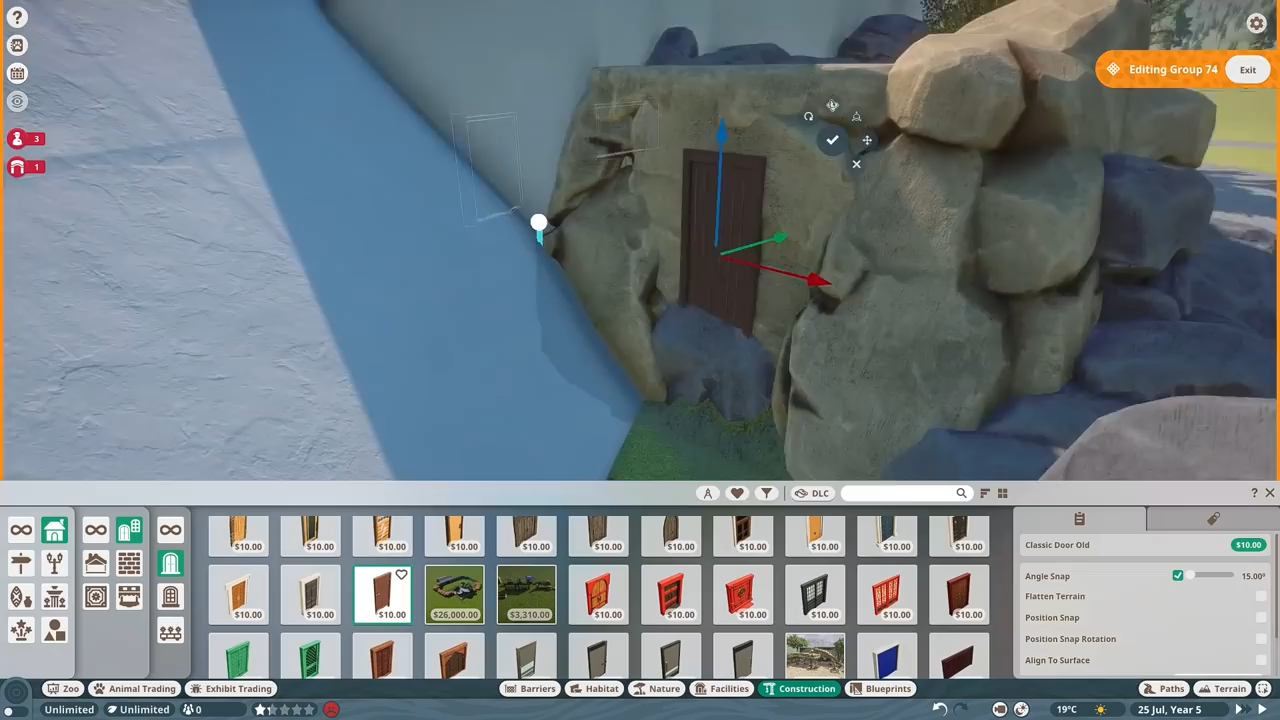 ?
Editing Group 74 Exit
3
1
DLC
? ×
$10.00 $10.00 $10.00 $10.00 $10.00 $10.00 $10.00 $10.00 $10.00 $10.00 $10.00
$10.00 $10.00 $10.00 $26,000.00 $3,310.00 $10.00 $10.00 $10.00 $10.00 $10.00 $10.00
Classic Door Old $10.00
Angle Snap 15.00°
Flatten Terrain
Position Snap
Position Snap Rotation
Align To Surface
Zoo Animal Trading Exhibit Trading Barriers Habitat Nature Facilities Construction Blueprints Paths Terrain
Unlimited Unlimited 0 19°C 25 Jul, Year 5